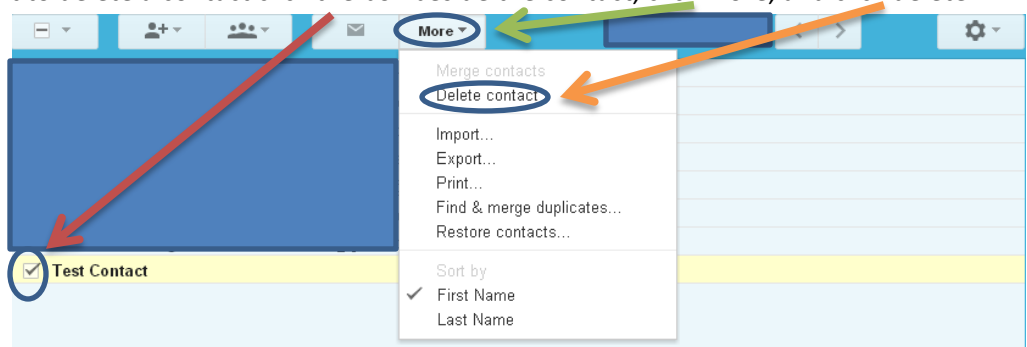 More
Merge contacts
Delete contact
Import...
Export...
Print...
Find & merge duplicates...
Restore contacts...
Test Contact
Sort by
First Name
Last Name